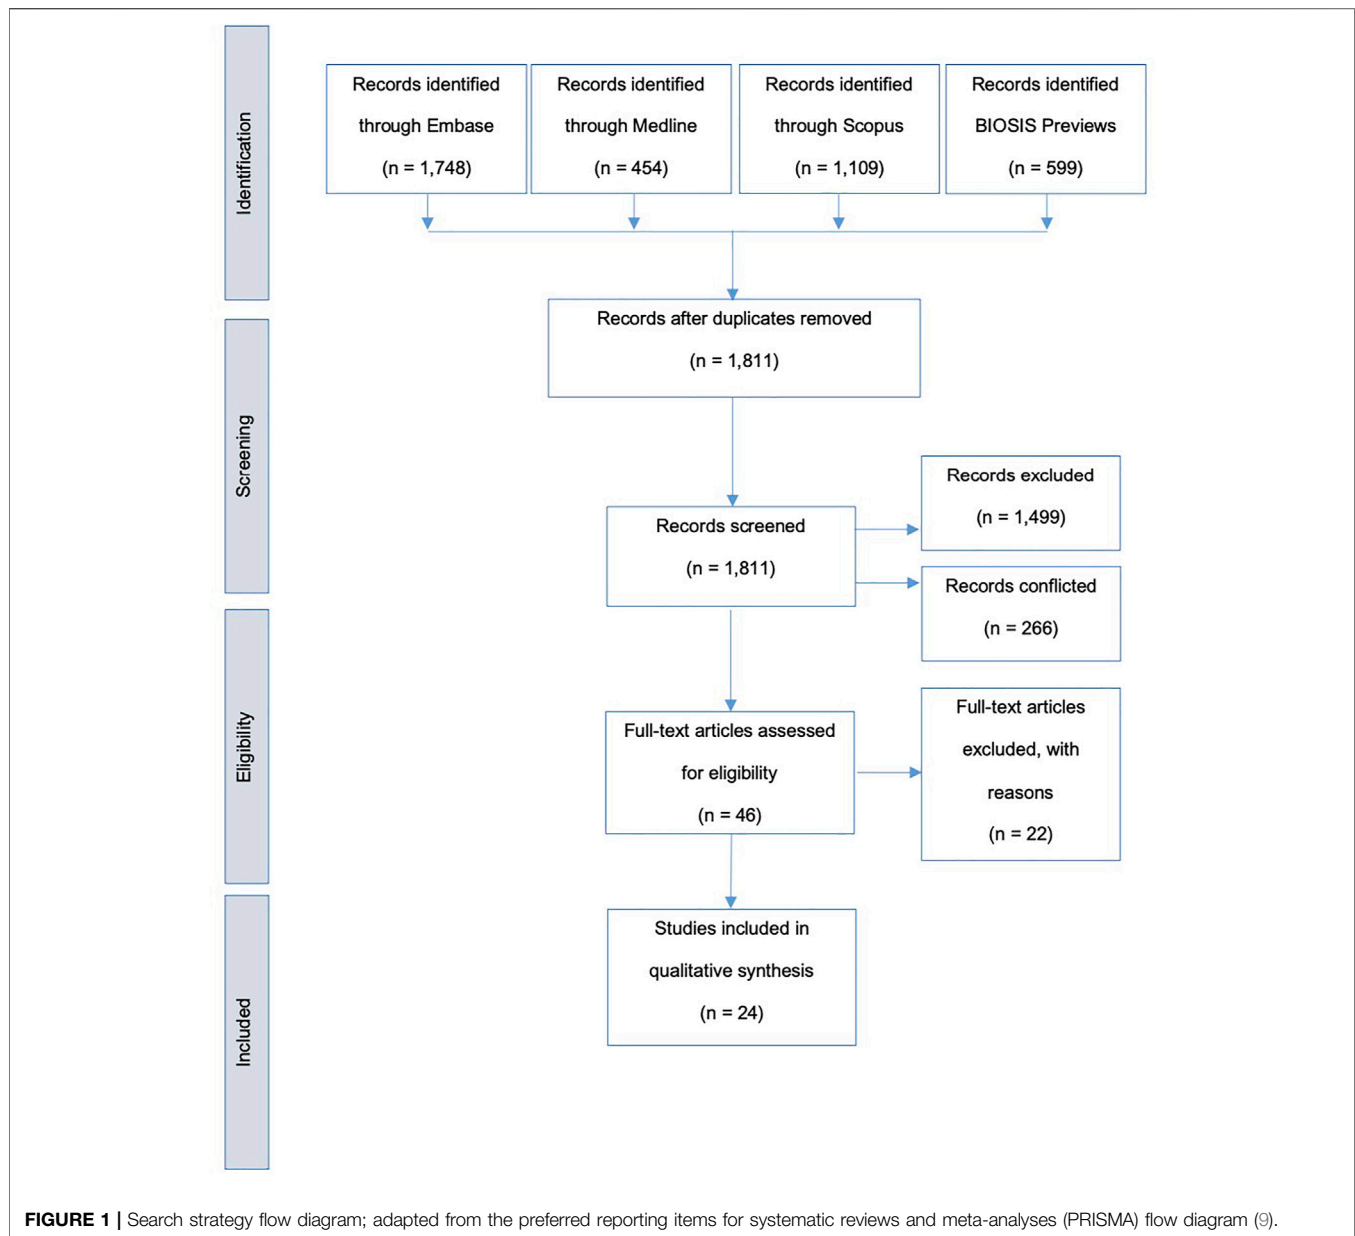 Identification
Records identified
through Embase
(n = 1,748)
Records identified
through Medline
(n = 454)
Records identified
through Scopus
(n = 1,109)
Records identified
BIOSIS Previews
(n = 599)
Records after duplicates removed
(n = 1,811)
Screening
Records screened
(n = 1,811)
Records excluded
(n = 1,499)
Records conflicted
(n = 266)
Eligibility
Full-text articles assessed
for eligibility
(n = 46)
Full-text articles
excluded, with
reasons
(n = 22)
Included
Studies included in
qualitative synthesis
(n = 24)
FIGURE 1 | Search strategy flow diagram; adapted from the preferred reporting items for systematic reviews and meta-analyses (PRISMA) flow diagram (9).